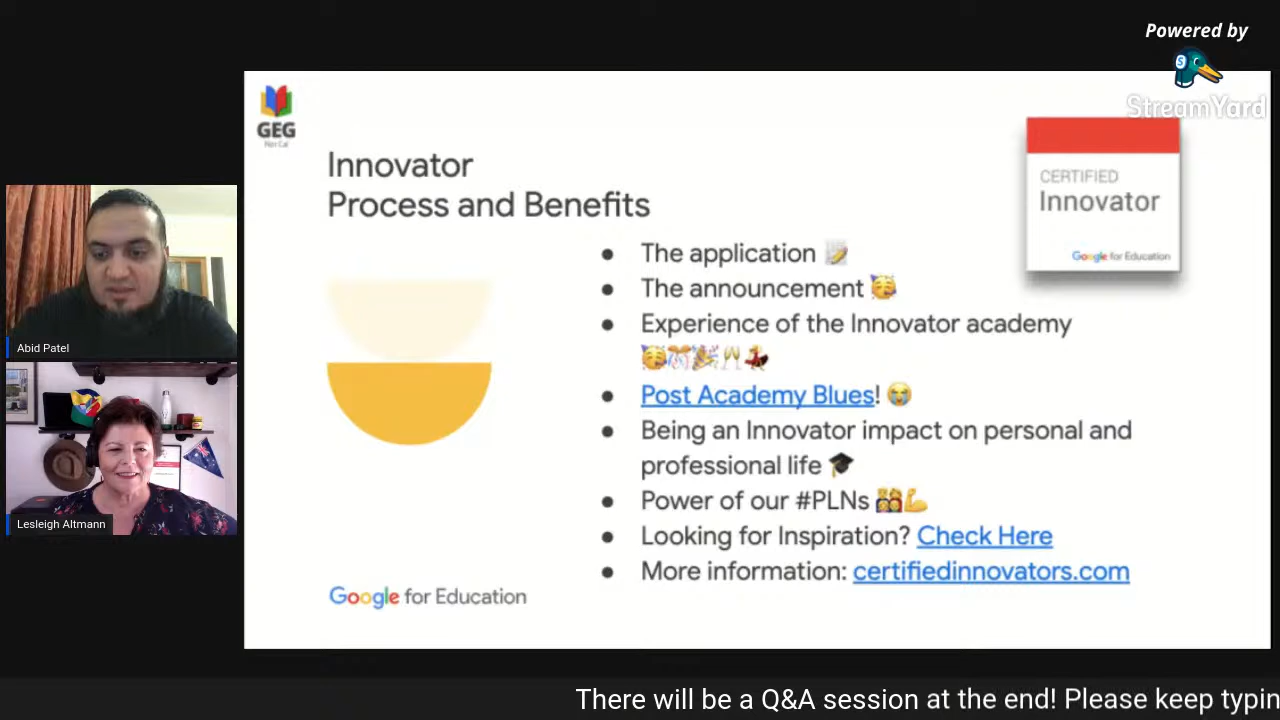 Powered by
StreamYard
GEG
Nor Cal
Innovator
Process and Benefits
CERTIFIED
Innovator
Google for Education
● The application 📝
● The announcement 🥳
● Experience of the Innovator academy
🥳🎊🎉🥂💃
● Post Academy Blues! 😭
● Being an Innovator impact on personal and
professional life 🎓
● Power of our #PLNs 👭💪
● Looking for Inspiration? Check Here
● More information: certifiedinnovators.com
Google for Education
Abid Patel
Lesleigh Altmann
There will be a Q&A session at the end! Please keep typin